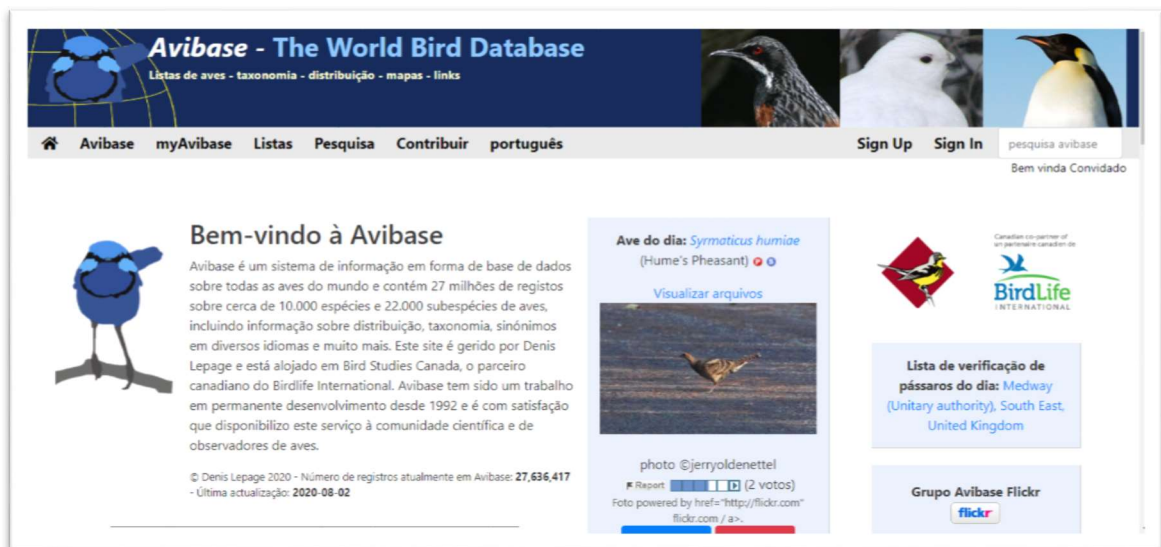 Avibase - The World Bird Database
Listas de aves - taxonomia - distribuição - mapas - links
Avibase myAvibase Listas Pesquisa Contribuir português Sign Up Sign In pesquisa avibase
Bem vinda Convidado
Bem-vindo à Avibase
Avibase é um sistema de informação em forma de base de dados
sobre todas as aves do mundo e contém 27 milhões de registos
sobre cerca de 10.000 espécies e 22.000 subespécies de aves,
incluindo informação sobre distribuição, taxonomia, sinónimos
em diversos idiomas e muito mais. Este site é gerido por Denis
Lepage e está alojado em Bird Studies Canada, o parceiro
canadiano do Birdlife International. Avibase tem sido um trabalho
em permanente desenvolvimento desde 1992 e é com satisfação
que disponibilizo este serviço à comunidade científica e de
observadores de aves.
© Denis Lepage 2020 - Número de registros atualmente em Avibase: 27,636,417
- Última actualização: 2020-08-02
Ave do dia: Syrmaticus humiae
(Hume's Pheasant)
Visualizar arquivos
photo ©jerryoldenettel
Report (2 votos)
Foto powered by href="http://flickr.com"
flickr.com / a>.
Canadian co-partner of
un partenaire canadien de
BirdLife
INTERNATIONAL
Lista de verificação de
pássaros do dia: Medway
(Unitary authority), South East,
United Kingdom
Grupo Avibase Flickr
flickr